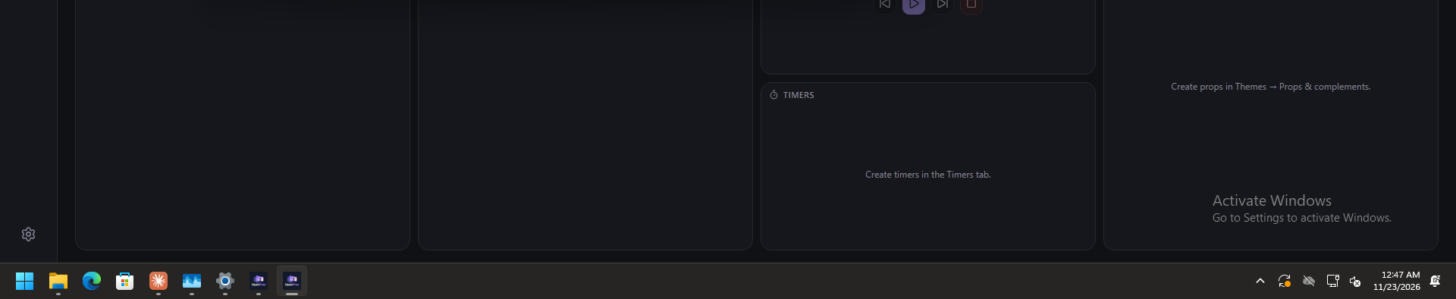 Create props in Themes → Props & complements.
TIMERS
Create timers in the Timers tab.
Activate Windows
Go to Settings to activate Windows.
12:47 AM
11/23/2026